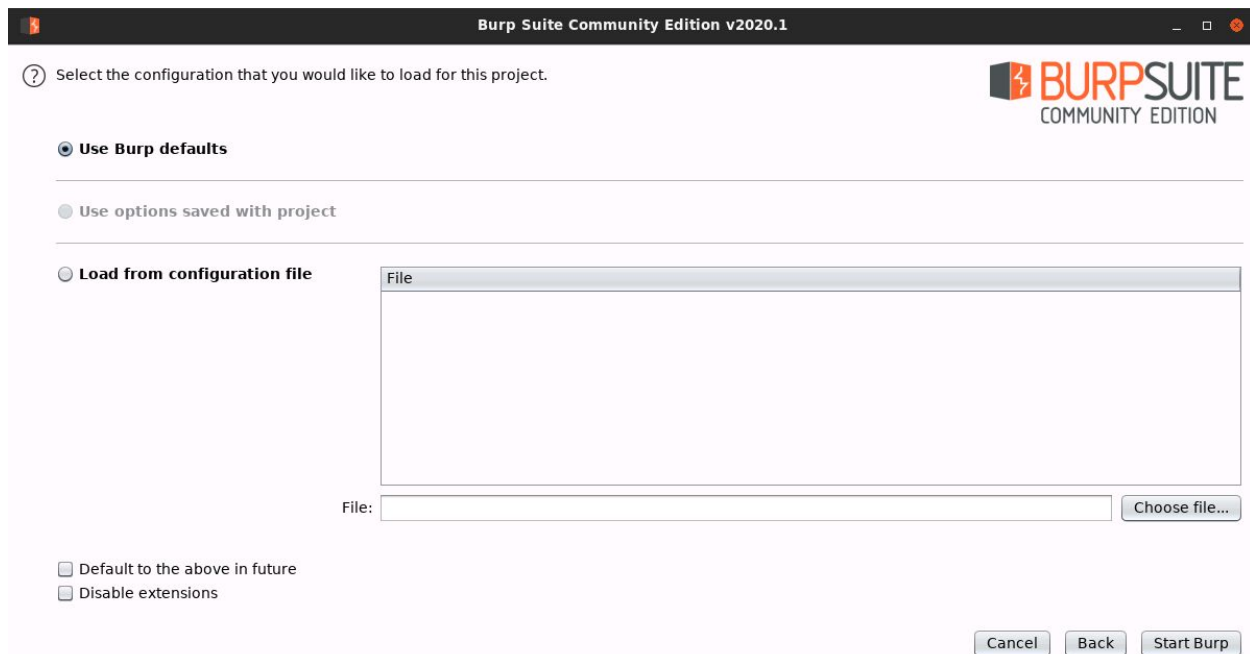 Burp Suite Community Edition v2020.1
Select the configuration that you would like to load for this project.
BURPSUITE
COMMUNITY EDITION
Use Burp defaults
Use options saved with project
Load from configuration file
File
File:
Choose file...
Default to the above in future
Disable extensions
Cancel Back Start Burp